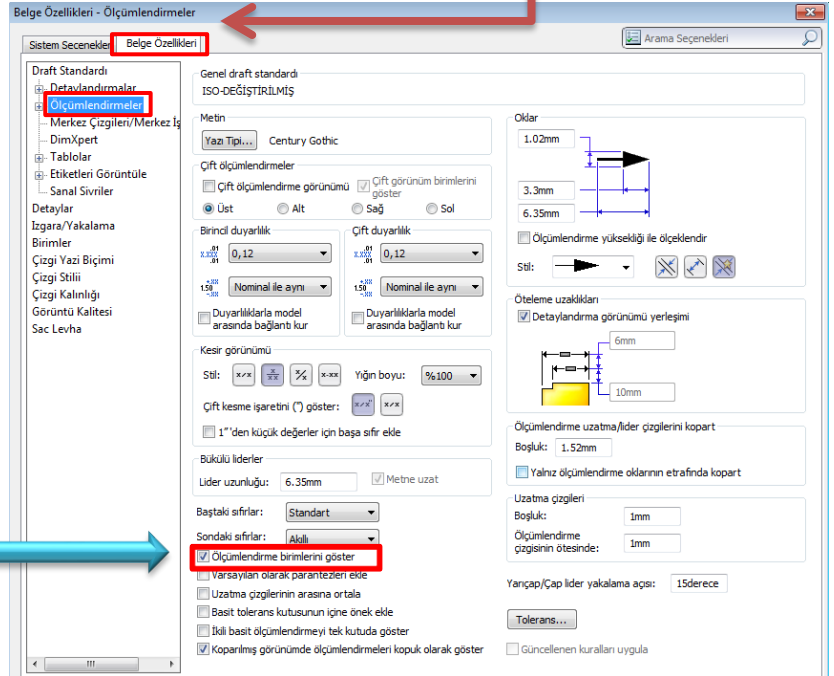 Belge Özellikleri - Ölçümlendirmeler
Sistem Secenekler
Belge Özellikleri
Arama Seçenekleri
Draft Standardı
Detaylandırmalar
Ölçümlendirmeler
Merkez Çizgileri/Merkez İş
DimXpert
Tablolar
Etiketleri Görüntüle
Sanal Sivriler
Detaylar
Izgara/Yakalama
Birimler
Çizgi Yazi Biçimi
Çizgi Stilii
Çizgi Kalınlığı
Görüntü Kalitesi
Sac Levha
Genel draft standardı
ISO-DEĞİŞTİRİLMİŞ
Metin
Yazı Tipi... Century Gothic
Çift ölçümlendirmeler
Çift ölçümlendirme görünümü
Çift görünüm birimlerini
göster
Üst Alt Sağ Sol
Birincil duyarlılık
0,12
Nominal ile aynı
Duyarlılıklarla model
arasında bağlantı kur
Çift duyarlılık
0,12
Nominal ile aynı
Duyarlılıklarla model
arasında bağlantı kur
Kesir görünümü
Stil: Yığın boyu: %100
Çift kesme işaretini (") göster:
1"'den küçük değerler için başa sıfır ekle
Bükülü liderler
Lider uzunluğu: 6.35mm Metne uzat
Baştaki sıfırlar: Standart
Sondaki sıfırlar: Akıllı
Ölçümlendirme birimlerini göster
Varsayılan olarak parantezleri ekle
Uzatma çizgilerinin arasına ortala
Basit tolerans kutusunun içine önek ekle
İkili basit ölçümlendirmeyi tek kutuda göster
Koparılmış görünümde ölçümlendirmeleri kopuk olarak göster
Oklar
1.02mm
3.3mm
6.35mm
Ölçümlendirme yüksekliği ile ölçeklendir
Stil:
Öteleme uzaklıkları
Detaylandırma görünümü yerleşimi
6mm
10mm
Ölçümlendirme uzatma/lider çizgilerini kopart
Boşluk: 1.52mm
Yalnız ölçümlendirme oklarının etrafında kopart
Uzatma çizgileri
Boşluk: 1mm
Ölçümlendirme
çizgisinin ötesinde: 1mm
Yarıçap/Çap lider yakalama açısı: 15derece
Tolerans...
Güncellenen kuralları uygula